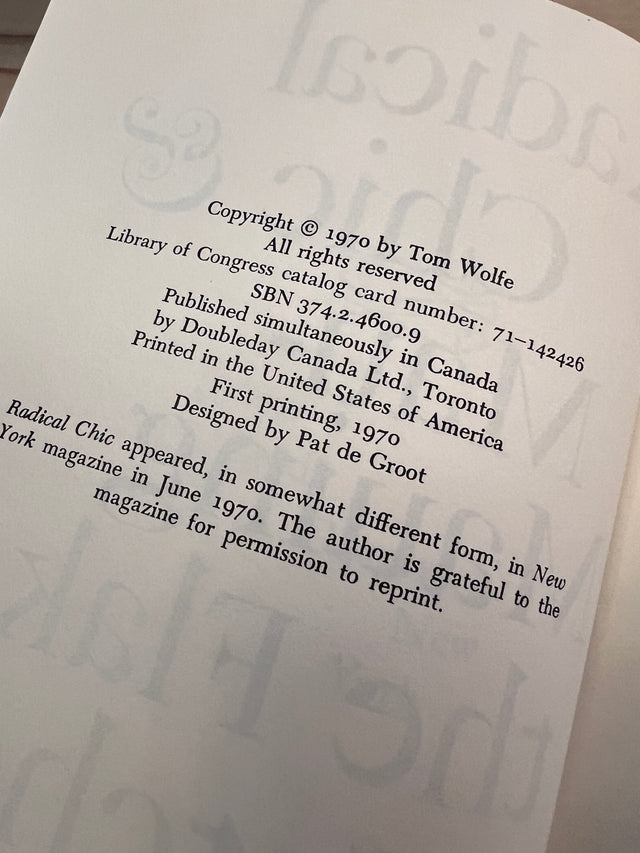 Copyright © 1970 by Tom Wolfe
All rights reserved
Library of Congress catalog card number: 71–142426
SBN 374.2.4600.9
Published simultaneously in Canada
by Doubleday Canada Ltd., Toronto
Printed in the United States of America
First printing, 1970
Designed by Pat de Groot
Radical Chic appeared, in somewhat different form, in New
York magazine in June 1970. The author is grateful to the
magazine for permission to reprint.